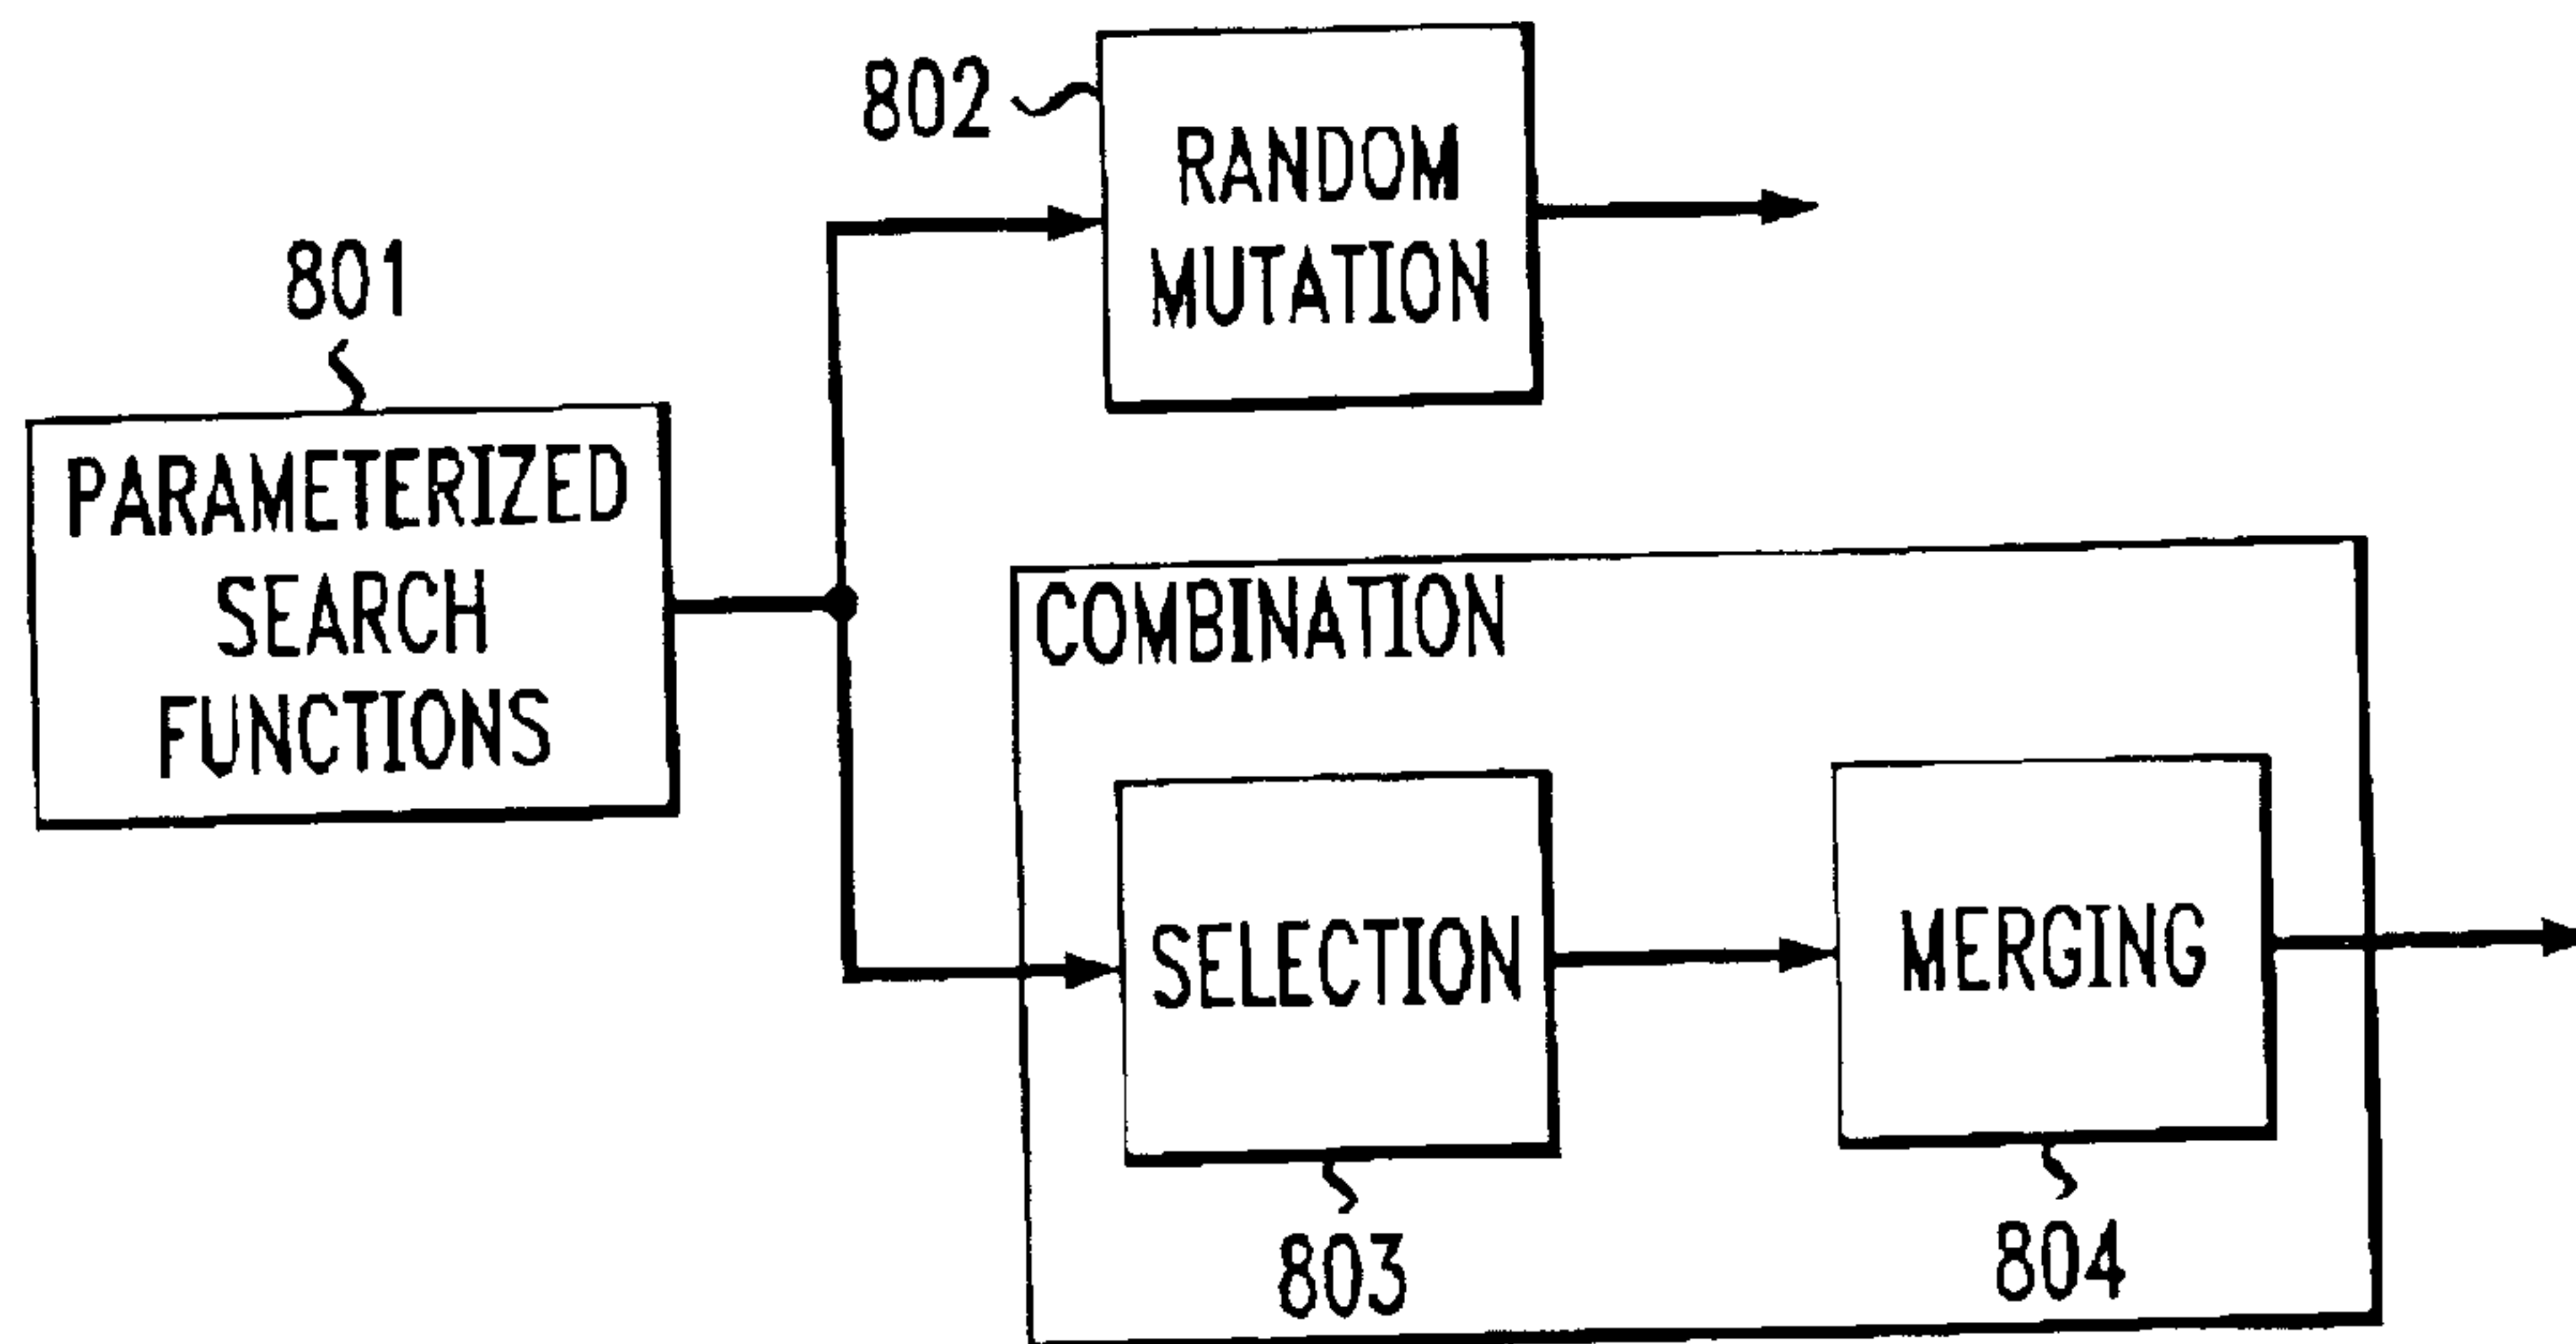 802
RANDOM
MUTATION
801
PARAMETERIZED
SEARCH
FUNCTIONS
COMBINATION
SELECTION
MERGING
803
804